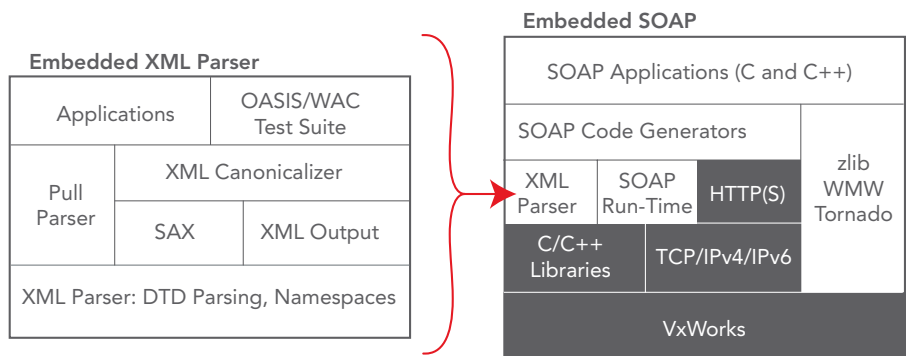 Embedded XML Parser
Applications
OASIS/WAC
Test Suite
Pull
Parser
XML Canonicalizer
SAX
XML Output
XML Parser: DTD Parsing, Namespaces
Embedded SOAP
SOAP Applications (C and C++)
SOAP Code Generators
zlib
WMW
Tornado
XML
Parser
SOAP
Run-Time
HTTP(S)
C/C++
Libraries
TCP/IPv4/IPv6
VxWorks